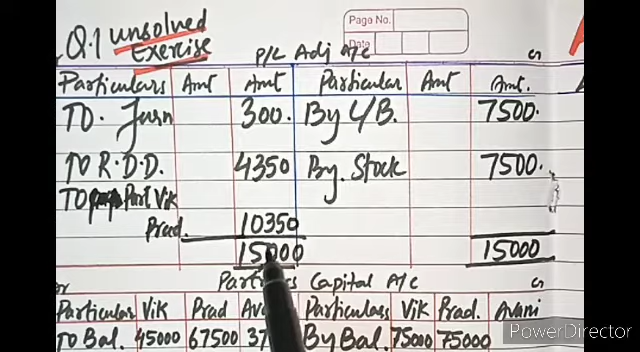 Page No.
Date
Q.1 unsolved
Exercise
P/L Adj A/c
Cr
Particulars Amt Amt Particular Amt Amt.
TO. Furn 300. By L/B. 7500.
TO R.D.D. 4350 By. Stock 7500.
TO Part Vik
Prad. 10350
15000 15000
Partners Capital A/c
Cr
Particular Vik Prad Ava Particulars Vik Prad. Avani
To Bal. 45000 67500 37 By Bal. 75000 75000
PowerDirector